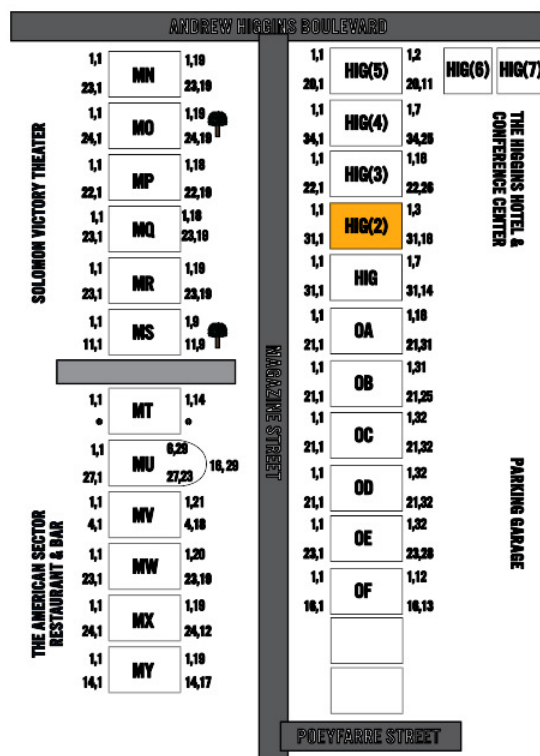 ANDREW HIGGINS BOULEVARD
1,1 MN 1,19
23,1 23,19
1,1 MO 1,19
24,1 24,19
1,1 MP 1,18
22,1 22,19
1,1 MQ 1,18
23,1 23,19
1,1 MR 1,19
23,1 23,19
1,1 MS 1,9
11,1 11,9
SOLOMON VICTORY THEATER
1,1 MT 1,14
1,1 MU 6,29
27,1 27,23 16,29
1,1 MV 1,21
4,1 4,18
1,1 MW 1,20
23,1 23,19
1,1 MX 1,19
24,1 24,12
1,1 MY 1,19
14,1 14,17
THE AMERICAN SECTOR
RESTAURANT & BAR
MAGAZINE STREET
1,1 HIG(5) 1,2 HIG(6) HIG(7)
20,1 20,11
1,1 HIG(4) 1,7
34,1 34,25
1,1 HIG(3) 1,16
22,1 22,26
1,1 HIG(2) 1,3
31,1 31,16
1,1 HIG 1,7
31,1 31,14
1,1 OA 1,18
21,1 21,31
1,1 OB 1,31
21,1 21,25
1,1 OC 1,32
21,1 21,32
1,1 OD 1,32
21,1 21,32
1,1 OE 1,32
23,1 23,28
1,1 OF 1,12
16,1 16,13
THE HIGGINS HOTEL &
CONFERENCE CENTER
PARKING GARAGE
POEYFARRE STREET